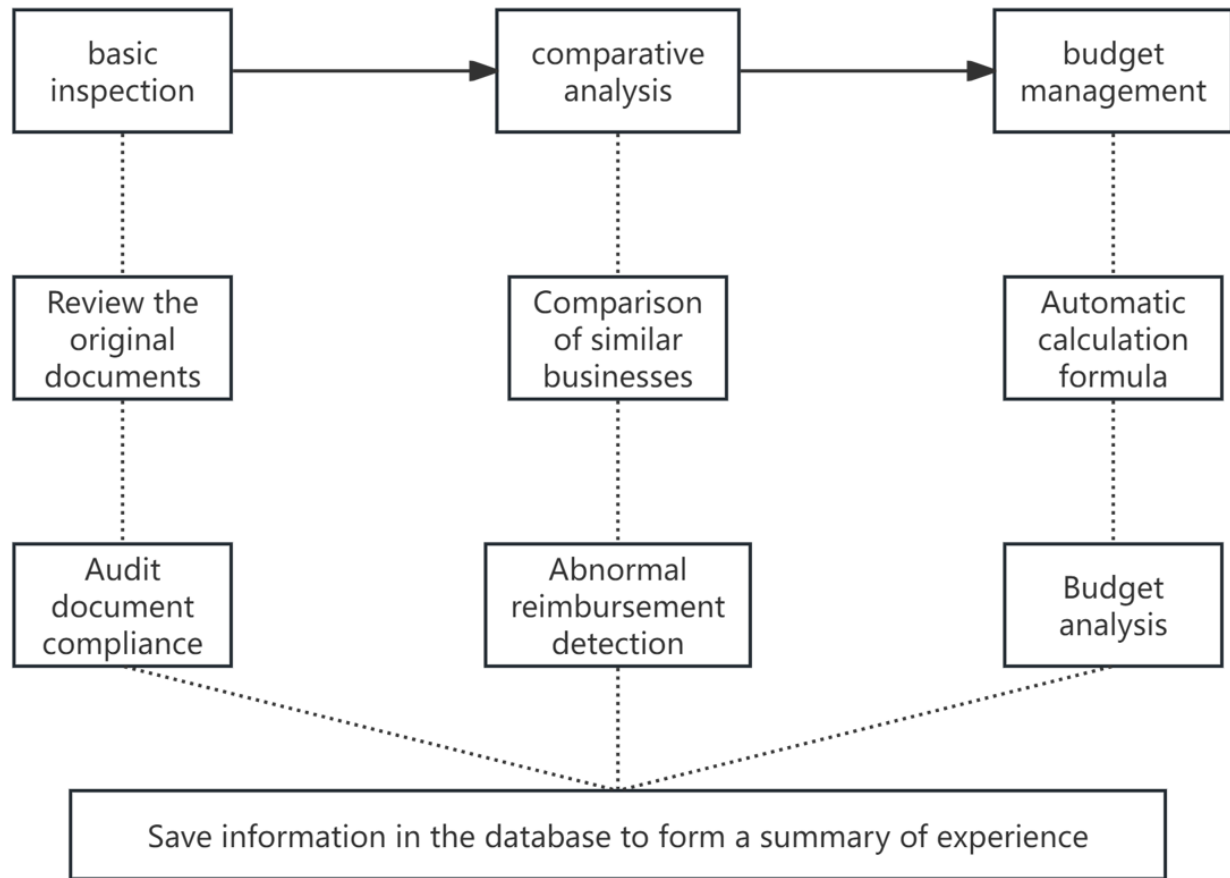 basic
inspection
comparative
analysis
budget
management
Review the
original
documents
Comparison
of similar
businesses
Automatic
calculation
formula
Audit
document
compliance
Abnormal
reimbursement
detection
Budget
analysis
Save information in the database to form a summary of experience